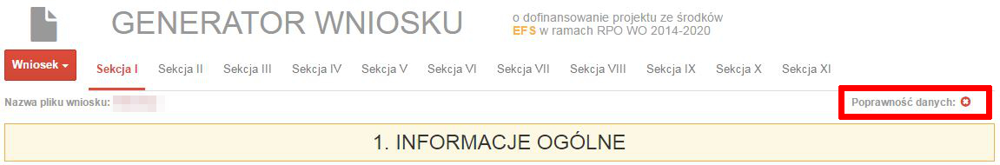 GENERATOR WNIOSKU
o dofinansowanie projektu ze środków
EFS w ramach RPO WO 2014-2020
Wniosek
Sekcja I Sekcja II Sekcja III Sekcja IV Sekcja V Sekcja VI Sekcja VII Sekcja VIII Sekcja IX Sekcja X Sekcja XI
Nazwa pliku wniosku:
Poprawność danych:
1. INFORMACJE OGÓLNE